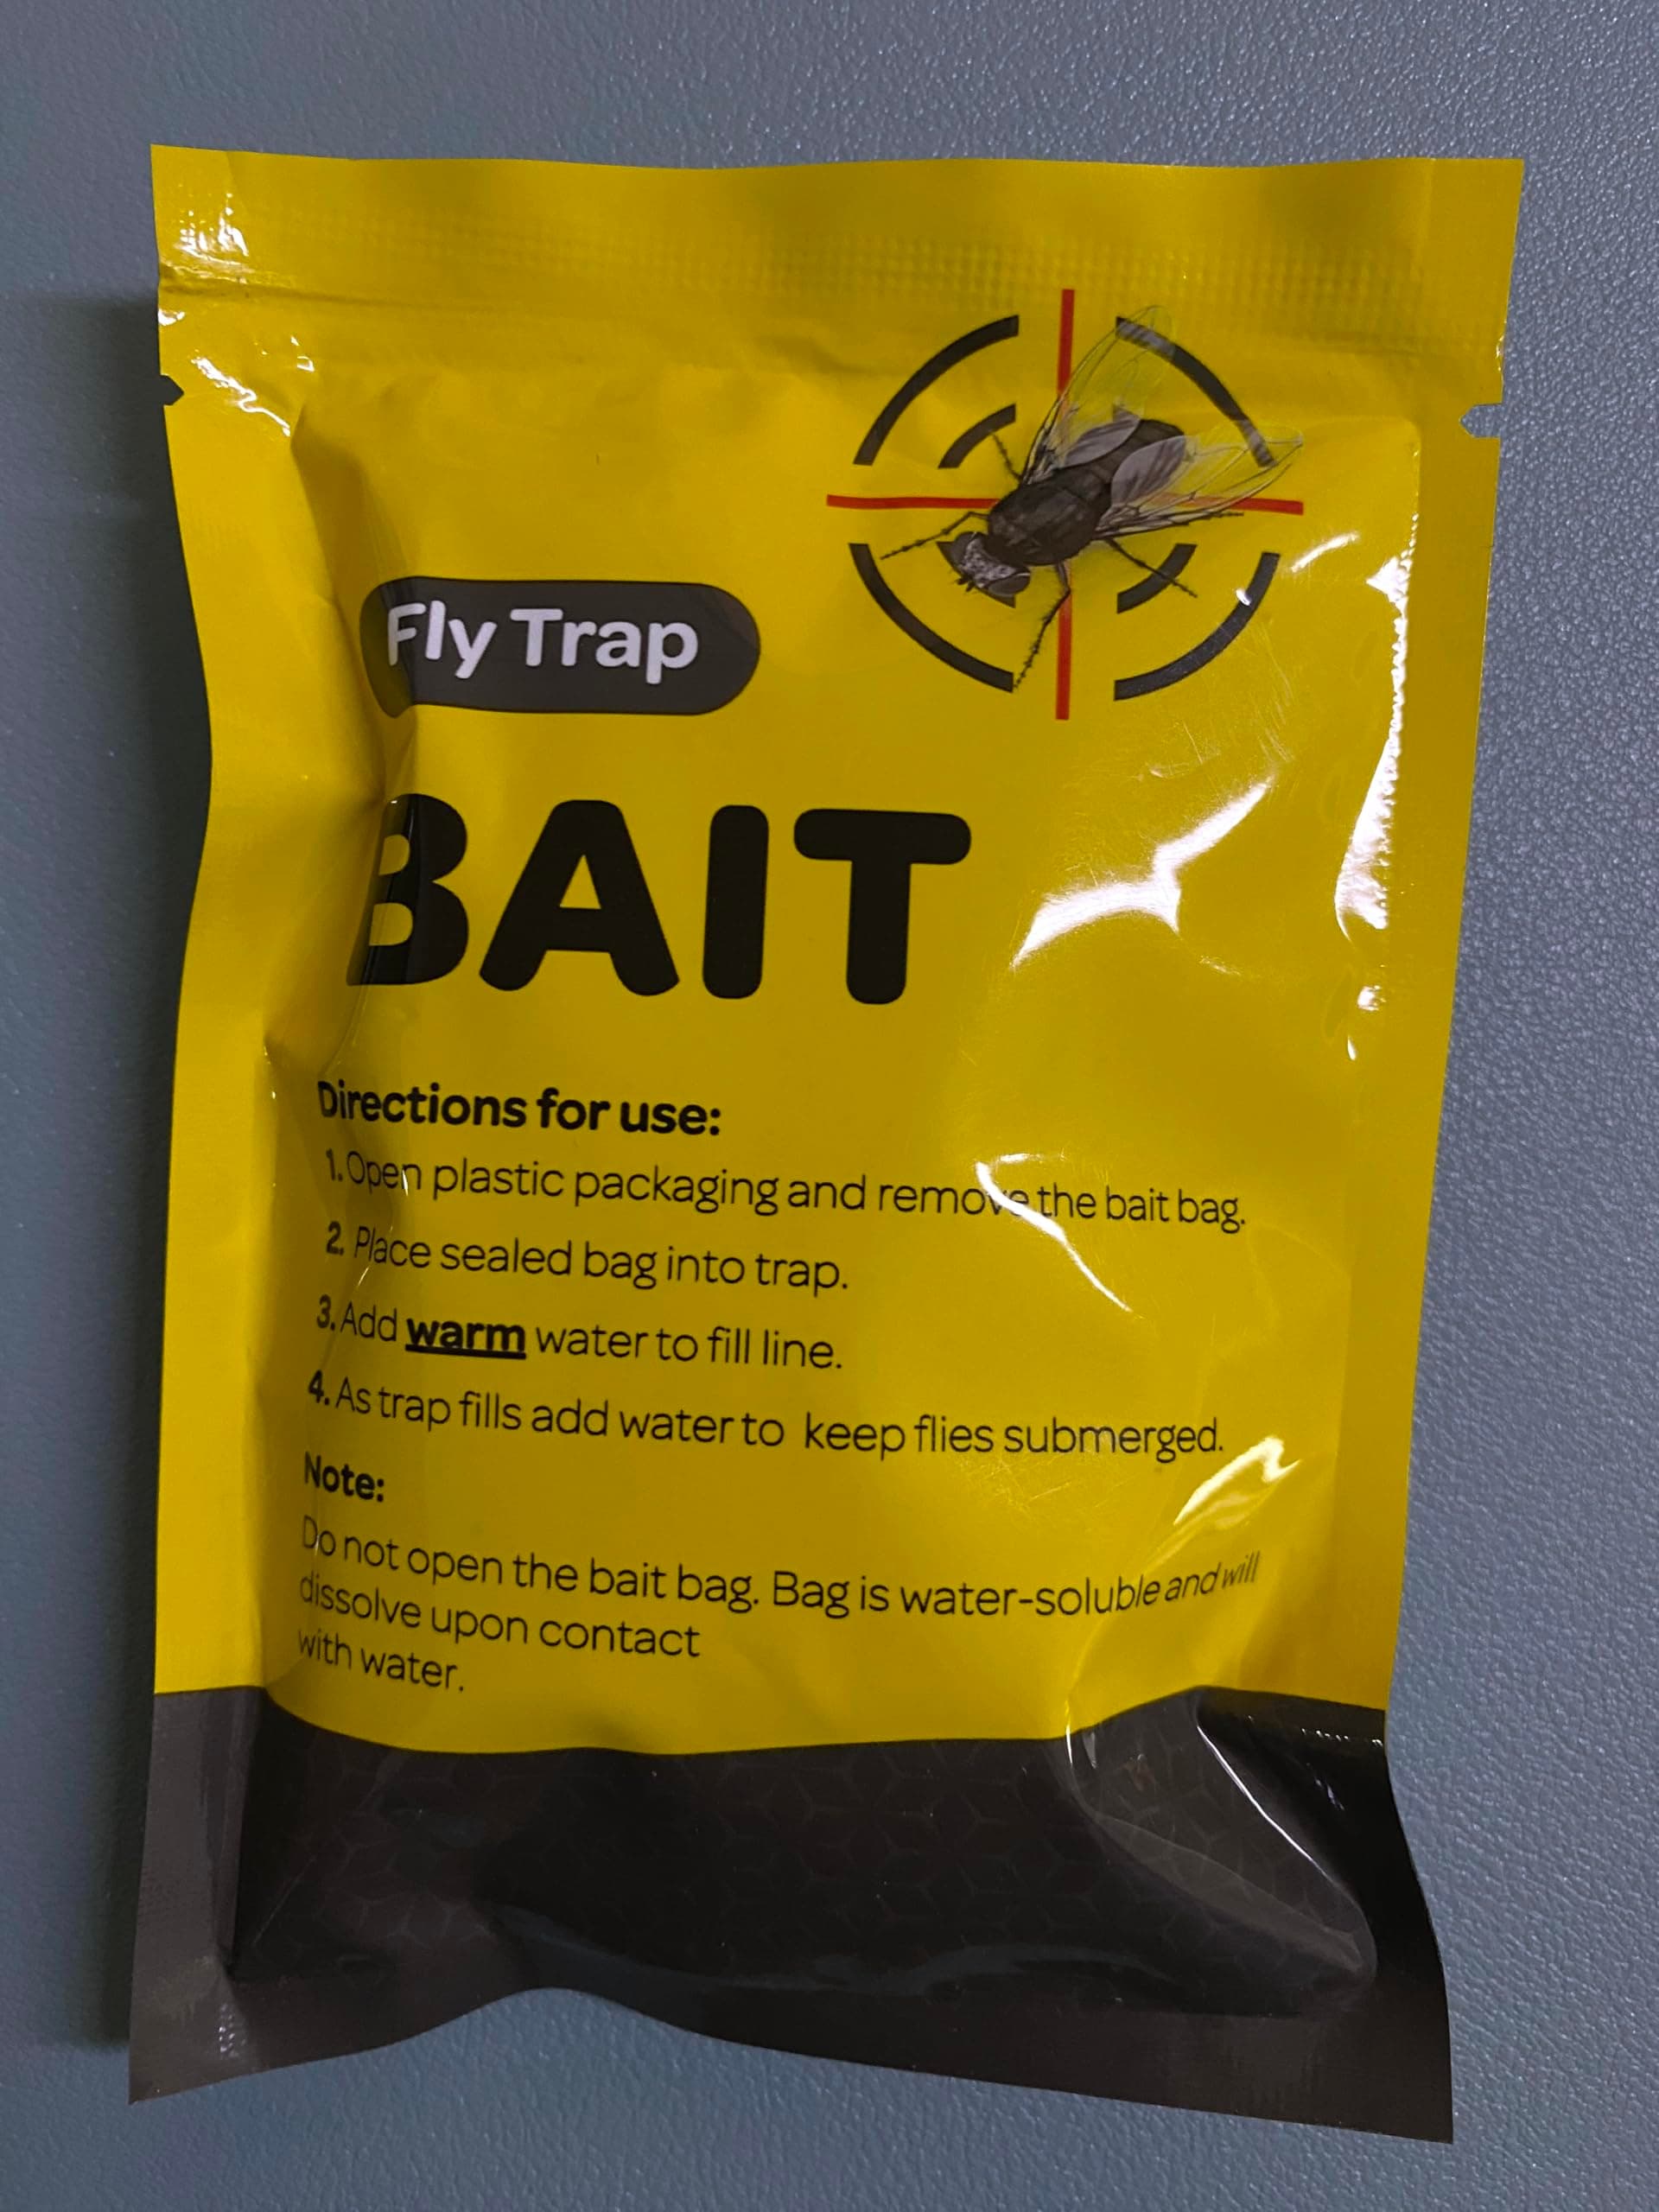 Fly Trap
BAIT
Directions for use:
1. Open plastic packaging and remove the bait bag.
2. Place sealed bag into trap.
3. Add warm water to fill line.
4. As trap fills add water to keep flies submerged.
Note:
Do not open the bait bag. Bag is water-soluble and will
dissolve upon contact
with water.